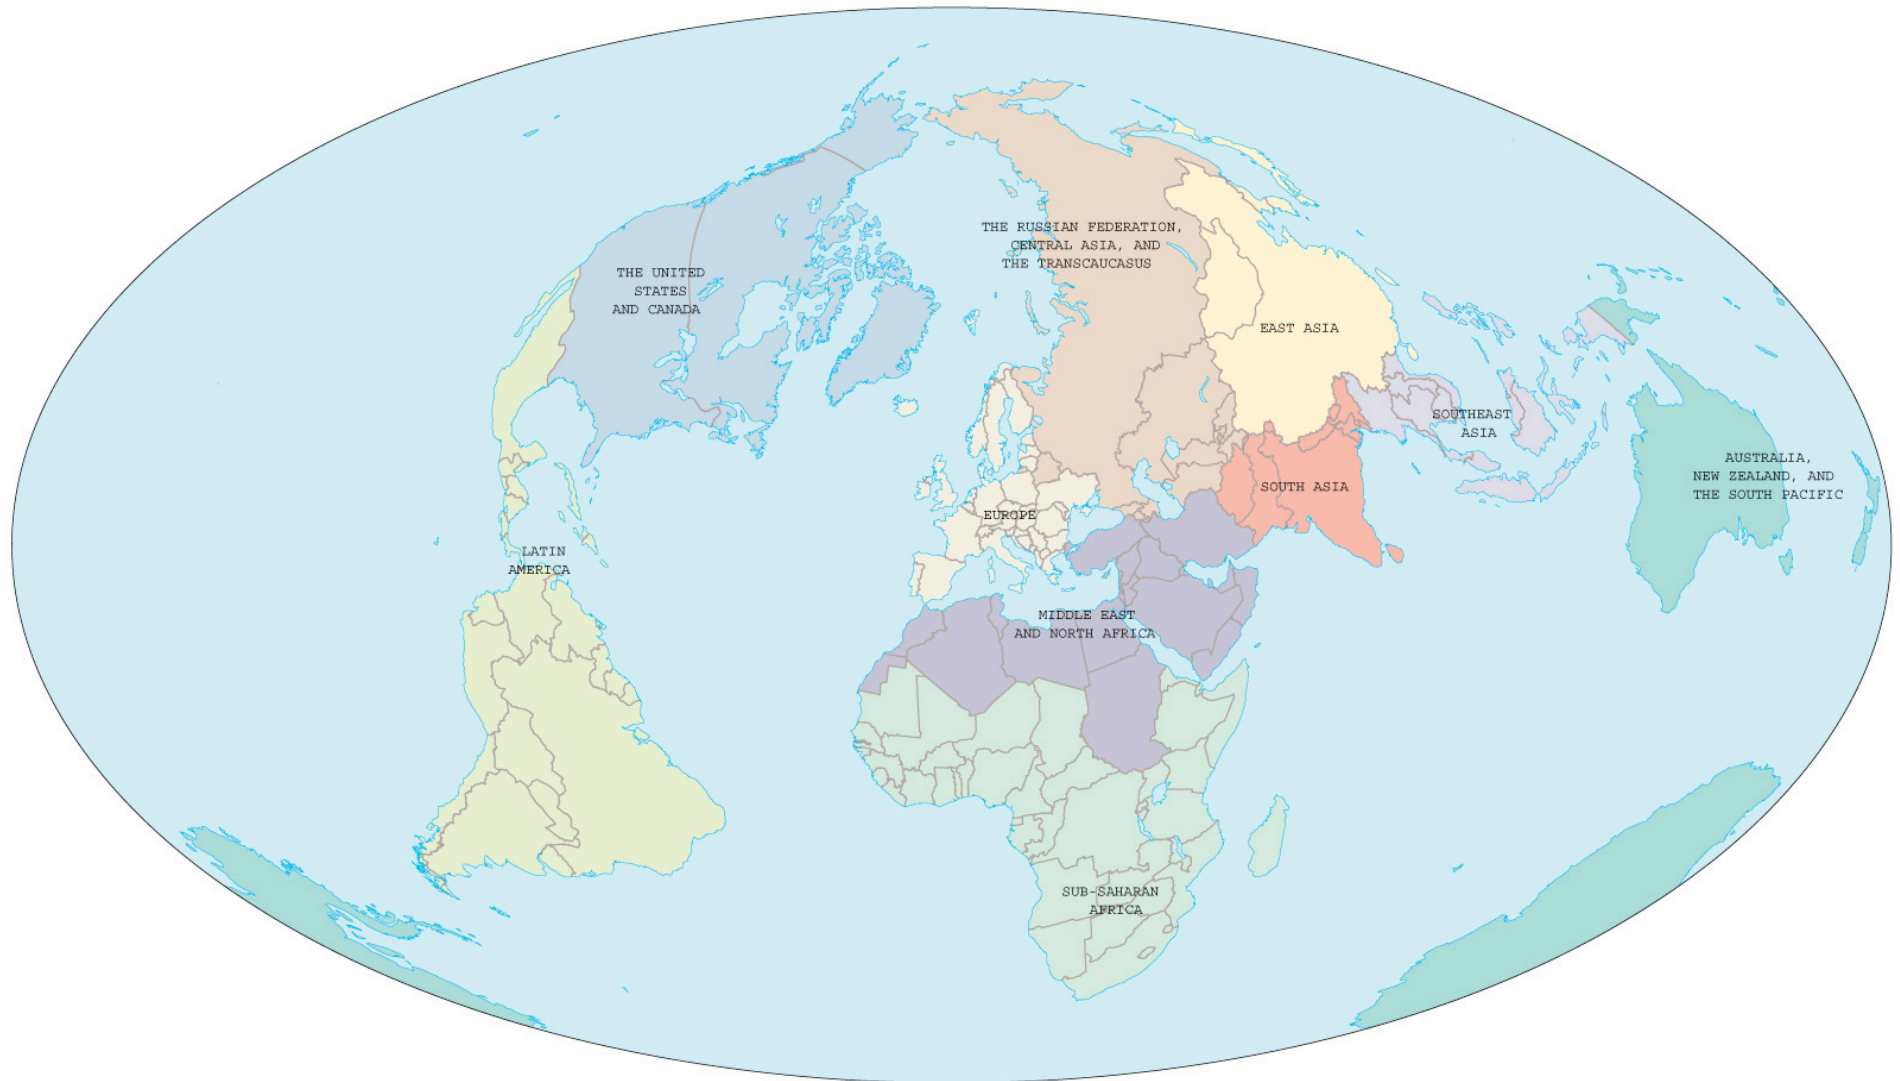 THE RUSSIAN FEDERATION,
CENTRAL ASIA, AND
THE TRANSCAUCASUS
THE UNITED
STATES
AND CANADA
EAST ASIA
SOUTHEAST
ASIA
AUSTRALIA,
NEW ZEALAND, AND
THE SOUTH PACIFIC
SOUTH ASIA
EUROPE
LATIN
AMERICA
MIDDLE EAST
AND NORTH AFRICA
SUB-SAHARAN
AFRICA